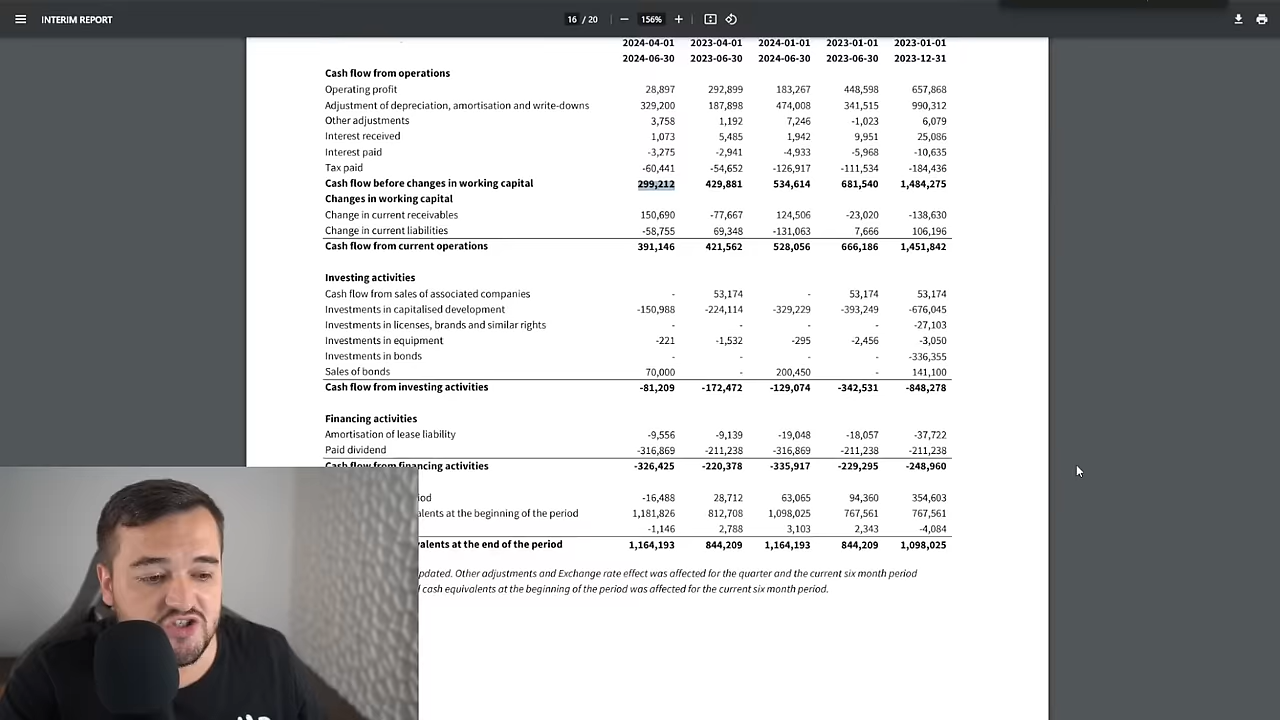 INTERIM REPORT 16 / 20 156%
2024-04-01 2023-04-01 2024-01-01 2023-01-01 2023-01-01
2024-06-30 2023-06-30 2024-06-30 2023-06-30 2023-12-31
Cash flow from operations
Operating profit 28,897 292,899 183,267 448,598 657,868
Adjustment of depreciation, amortisation and write-downs 329,200 187,898 474,008 341,515 990,312
Other adjustments 3,758 1,192 7,246 -1,023 6,079
Interest received 1,073 5,485 1,942 9,951 25,086
Interest paid -3,275 -2,941 -4,933 -5,968 -10,635
Tax paid -60,441 -54,652 -126,917 -111,534 -184,436
Cash flow before changes in working capital 299,212 429,881 534,614 681,540 1,484,275
Changes in working capital
Change in current receivables 150,690 -77,667 124,506 -23,020 -138,630
Change in current liabilities -58,755 69,348 -131,063 7,666 106,196
Cash flow from current operations 391,146 421,562 528,056 666,186 1,451,842
Investing activities
Cash flow from sales of associated companies - 53,174 - 53,174 53,174
Investments in capitalised development -150,988 -224,114 -329,229 -393,249 -676,045
Investments in licenses, brands and similar rights - - - - -27,103
Investments in equipment -221 -1,532 -295 -2,456 -3,050
Investments in bonds - - - - -336,355
Sales of bonds 70,000 - 200,450 - 141,100
Cash flow from investing activities -81,209 -172,472 -129,074 -342,531 -848,278
Financing activities
Amortisation of lease liability -9,556 -9,139 -19,048 -18,057 -37,722
Paid dividend -316,869 -211,238 -316,869 -211,238 -211,238
Cash flow from financing activities -326,425 -220,378 -335,917 -229,295 -248,960
iod -16,488 28,712 63,065 94,360 354,603
alents at the beginning of the period 1,181,826 812,708 1,098,025 767,561 767,561
-1,146 2,788 3,103 2,343 -4,084
valents at the end of the period 1,164,193 844,209 1,164,193 844,209 1,098,025
pdated. Other adjustments and Exchange rate effect was affected for the quarter and the current six month period
cash equivalents at the beginning of the period was affected for the current six month period.